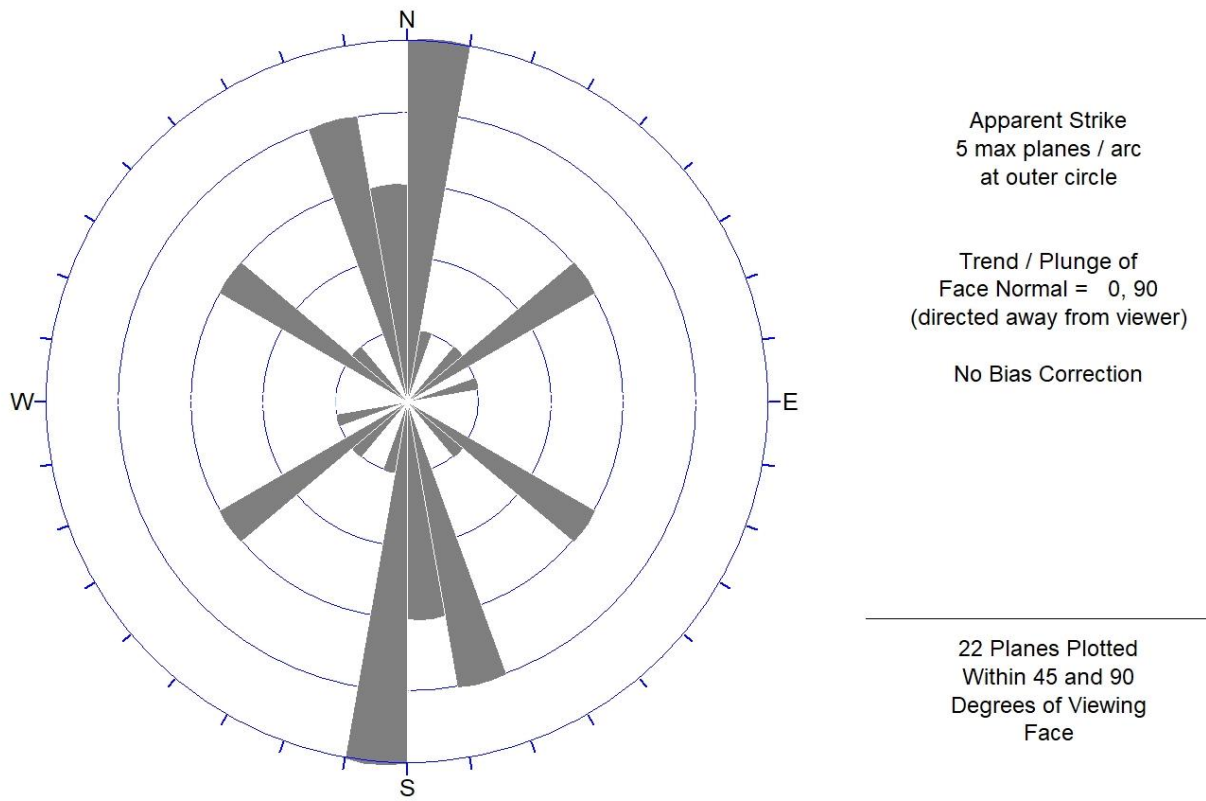 N
W
E
S
Apparent Strike
5 max planes / arc
at outer circle
Trend / Plunge of
Face Normal = 0, 90
(directed away from viewer)
No Bias Correction
22 Planes Plotted
Within 45 and 90
Degrees of Viewing
Face